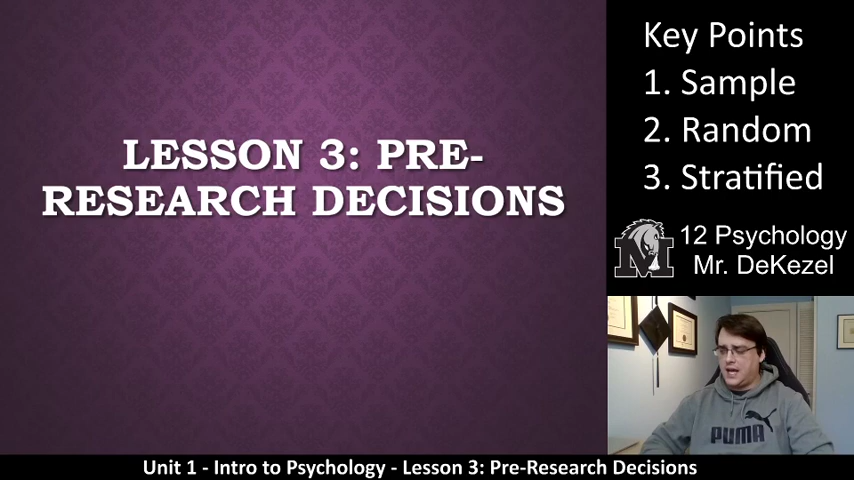 LESSON 3: PRE-
RESEARCH DECISIONS
Key Points
1. Sample
2. Random
3. Stratified
M
12 Psychology
Mr. DeKezel
PUMA
Unit 1 - Intro to Psychology - Lesson 3: Pre-Research Decisions